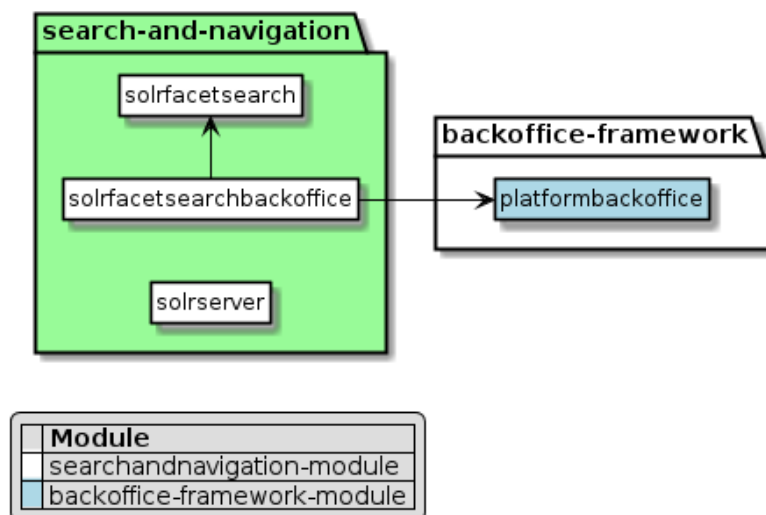 search-and-navigation
solrfacetsearch
backoffice-framework
solrfacetsearchbackoffice
platformbackoffice
solrserver
Module
searchandnavigation-module
backoffice-framework-module